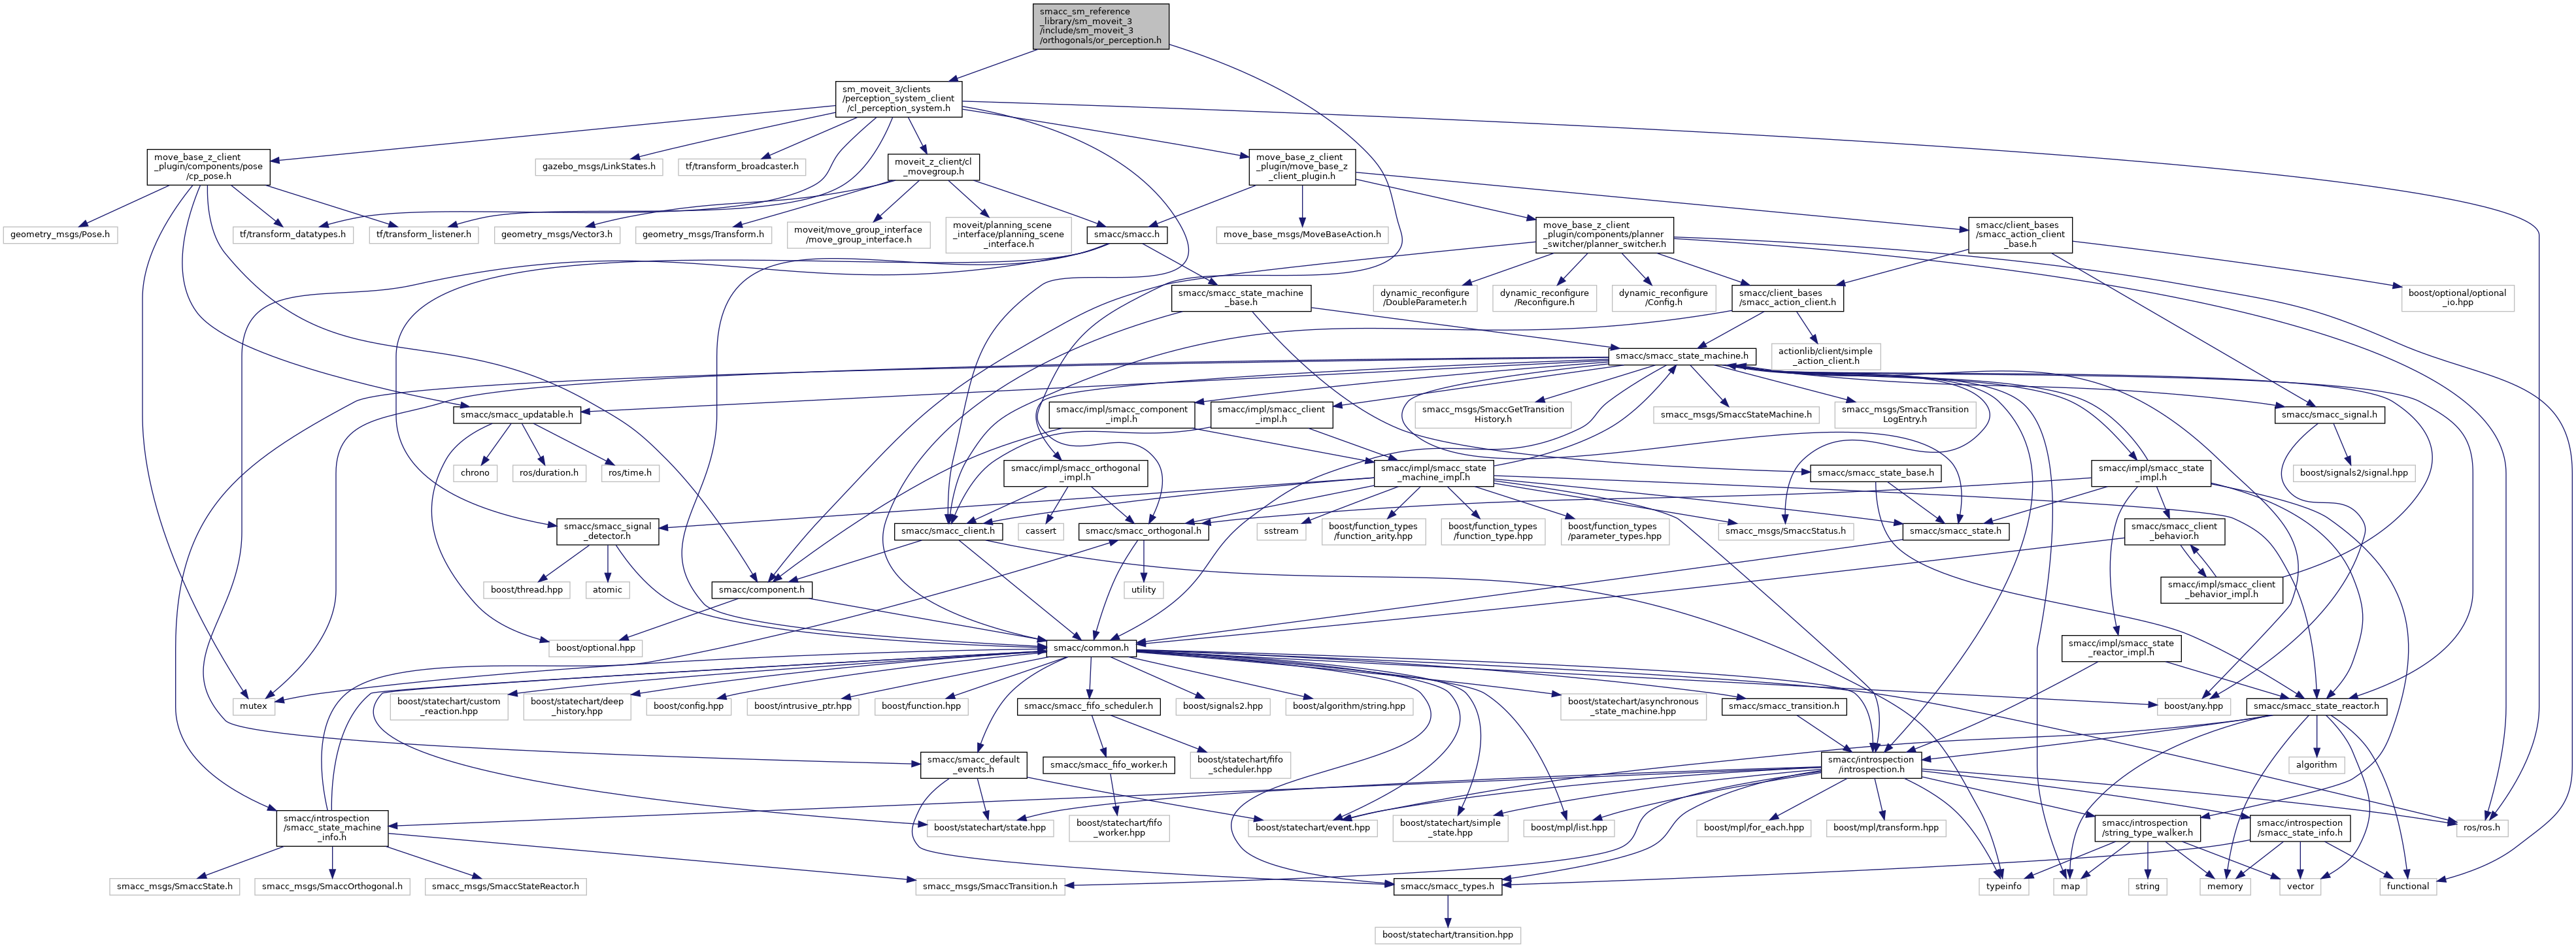 smacc_sm_reference
_library/sm_moveit_3
/include/sm_moveit_3
/orthogonals/or_perception.h
sm_moveit_3/clients
/perception_system_client
/cl_perception_system.h
move_base_z_client
_plugin/components/pose
/cp_pose.h
gazebo_msgs/LinkStates.h
tf/transform_broadcaster.h
moveit_z_client/cl
_movegroup.h
move_base_z_client
_plugin/move_base_z
_client_plugin.h
geometry_msgs/Pose.h
tf/transform_datatypes.h
tf/transform_listener.h
geometry_msgs/Vector3.h
geometry_msgs/Transform.h
moveit/move_group_interface
/move_group_interface.h
moveit/planning_scene
_interface/planning_scene
_interface.h
smacc/smacc.h
move_base_msgs/MoveBaseAction.h
move_base_z_client
_plugin/components/planner
_switcher/planner_switcher.h
smacc/client_bases
/smacc_action_client
_base.h
smacc/smacc_state_machine
_base.h
dynamic_reconfigure
/DoubleParameter.h
dynamic_reconfigure
/Reconfigure.h
dynamic_reconfigure
/Config.h
smacc/client_bases
/smacc_action_client.h
boost/optional/optional
_io.hpp
smacc/smacc_state_machine.h
actionlib/client/simple
_action_client.h
smacc/smacc_updatable.h
smacc/impl/smacc_component
_impl.h
smacc/impl/smacc_client
_impl.h
smacc_msgs/SmaccGetTransition
History.h
smacc_msgs/SmaccStateMachine.h
smacc_msgs/SmaccTransition
LogEntry.h
smacc/smacc_signal.h
chrono
ros/duration.h
ros/time.h
smacc/impl/smacc_orthogonal
_impl.h
smacc/impl/smacc_state
_machine_impl.h
smacc/smacc_state_base.h
smacc/impl/smacc_state
_impl.h
boost/signals2/signal.hpp
smacc/smacc_signal
_detector.h
smacc/smacc_client.h
cassert
smacc/smacc_orthogonal.h
sstream
boost/function_types
/function_arity.hpp
boost/function_types
/function_type.hpp
boost/function_types
/parameter_types.hpp
smacc_msgs/SmaccStatus.h
smacc/smacc_state.h
smacc/smacc_client
_behavior.h
boost/thread.hpp
atomic
smacc/component.h
utility
smacc/impl/smacc_client
_behavior_impl.h
boost/optional.hpp
smacc/common.h
smacc/impl/smacc_state
_reactor_impl.h
mutex
boost/statechart/custom
_reaction.hpp
boost/statechart/deep
_history.hpp
boost/config.hpp
boost/intrusive_ptr.hpp
boost/function.hpp
smacc/smacc_fifo_scheduler.h
boost/signals2.hpp
boost/algorithm/string.hpp
boost/statechart/asynchronous
_state_machine.hpp
smacc/smacc_transition.h
boost/any.hpp
smacc/smacc_state_reactor.h
smacc/smacc_default
_events.h
smacc/smacc_fifo_worker.h
boost/statechart/fifo
_scheduler.hpp
smacc/introspection
/introspection.h
algorithm
smacc/introspection
/smacc_state_machine
_info.h
boost/statechart/state.hpp
boost/statechart/fifo
_worker.hpp
boost/statechart/event.hpp
boost/statechart/simple
_state.hpp
boost/mpl/list.hpp
boost/mpl/for_each.hpp
boost/mpl/transform.hpp
smacc/introspection
/string_type_walker.h
smacc/introspection
/smacc_state_info.h
ros/ros.h
smacc_msgs/SmaccState.h
smacc_msgs/SmaccOrthogonal.h
smacc_msgs/SmaccStateReactor.h
smacc_msgs/SmaccTransition.h
smacc/smacc_types.h
typeinfo
map
string
memory
vector
functional
boost/statechart/transition.hpp